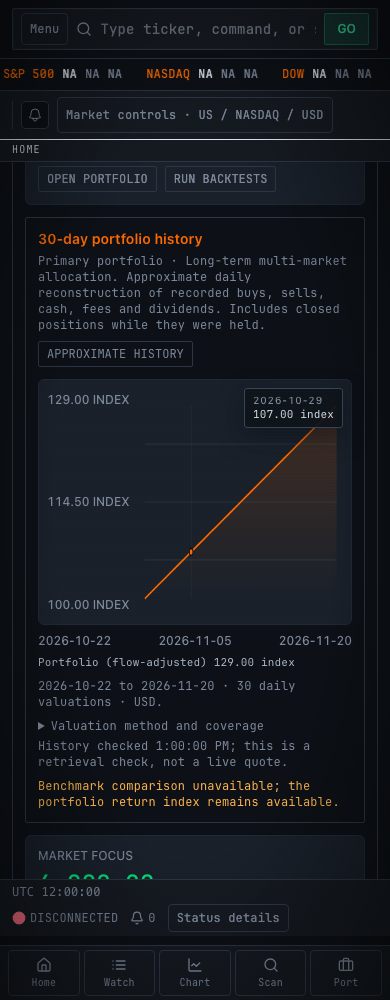 Menu
Type ticker, command, or
GO
S&P 500 NA NA NA NASDAQ NA NA NA DOW NA NA NA
Market controls · US / NASDAQ / USD
HOME
OPEN PORTFOLIO
RUN BACKTESTS
30-day portfolio history
Primary portfolio · Long-term multi-market
allocation. Approximate daily
reconstruction of recorded buys, sells,
cash, fees and dividends. Includes closed
positions while they were held.
APPROXIMATE HISTORY
129.00 INDEX
2026-10-29
107.00 index
114.50 INDEX
100.00 INDEX
2026-10-22
2026-11-05
2026-11-20
Portfolio (flow-adjusted) 129.00 index
2026-10-22 to 2026-11-20 · 30 daily
valuations · USD.
Valuation method and coverage
History checked 1:00:00 PM; this is a
retrieval check, not a live quote.
Benchmark comparison unavailable; the
portfolio return index remains available.
MARKET FOCUS
UTC 12:00:00
DISCONNECTED
0
Status details
Home
Watch
Chart
Scan
Port